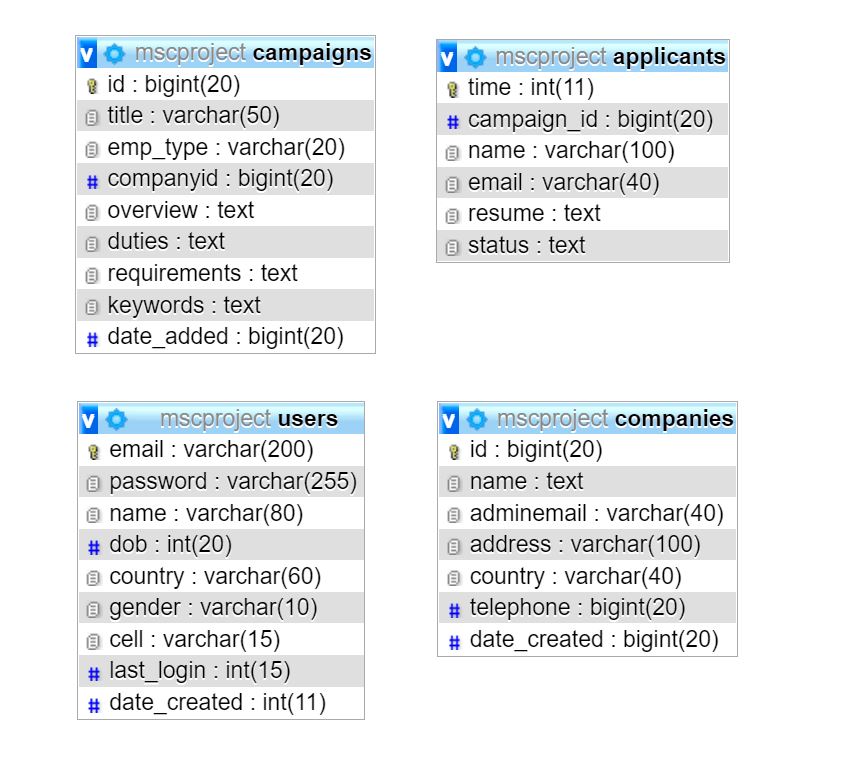 v mscproject campaigns
id : bigint(20)
title : varchar(50)
emp_type : varchar(20)
# companyid : bigint(20)
overview : text
duties : text
requirements : text
keywords : text
# date_added : bigint(20)
v mscproject applicants
time : int(11)
# campaign_id : bigint(20)
name : varchar(100)
email : varchar(40)
resume : text
status : text
v mscproject users
email : varchar(200)
password : varchar(255)
name : varchar(80)
# dob : int(20)
country : varchar(60)
gender : varchar(10)
cell : varchar(15)
# last_login : int(15)
# date_created : int(11)
v mscproject companies
id : bigint(20)
name : text
adminemail : varchar(40)
address : varchar(100)
country : varchar(40)
# telephone : bigint(20)
# date_created : bigint(20)